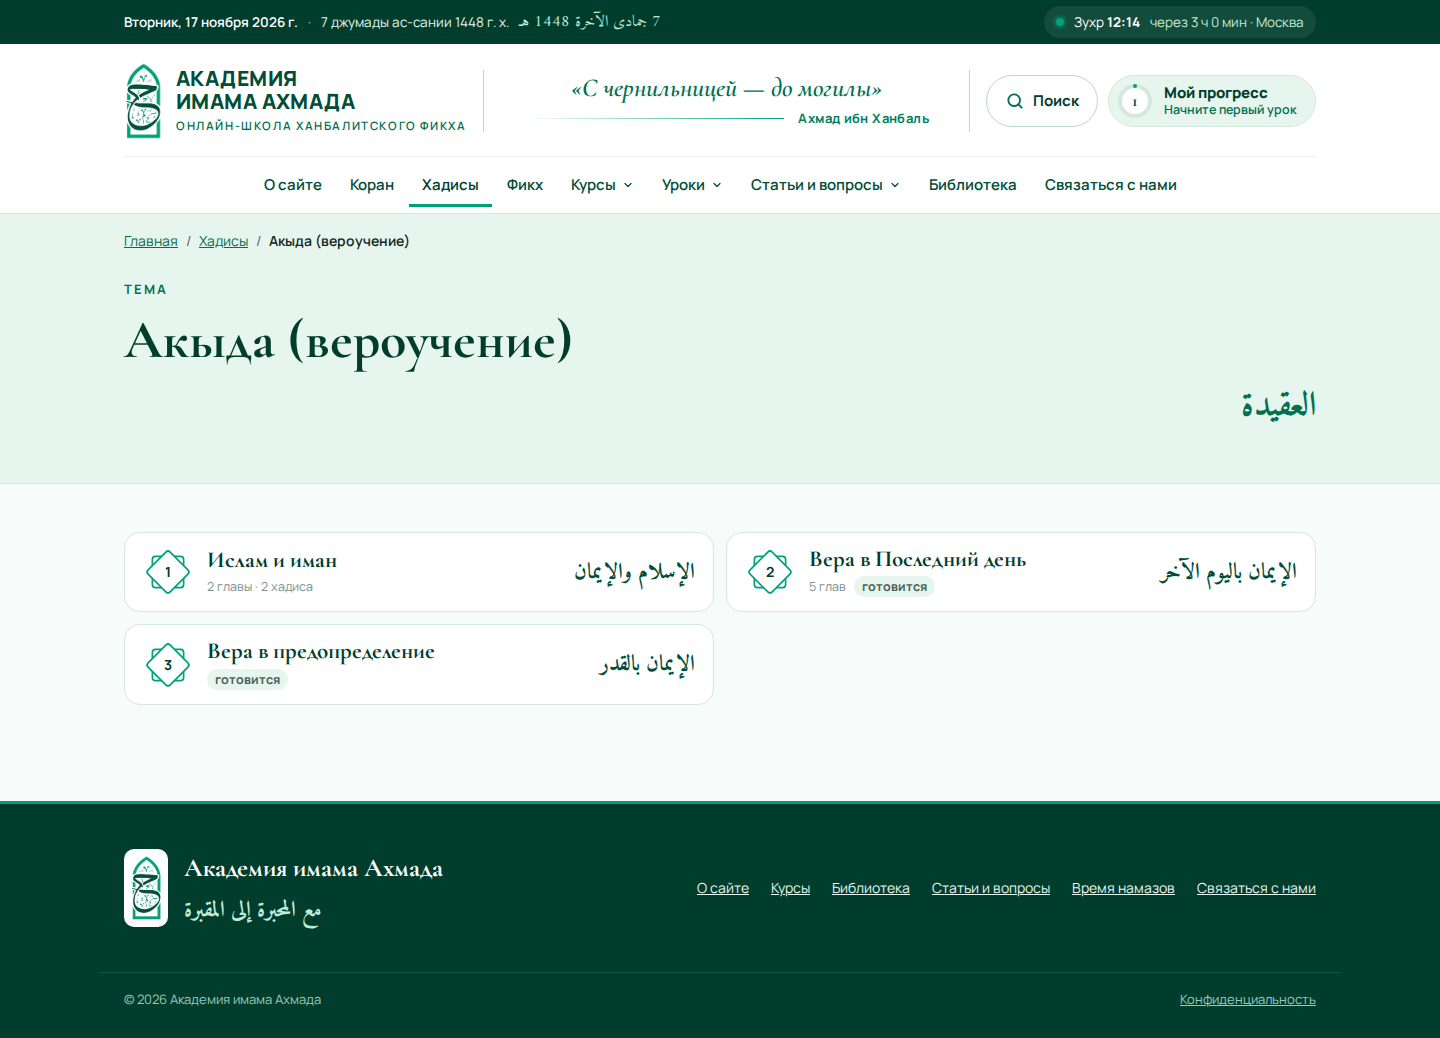 Вторник, 17 ноября 2026 г. · 7 джумады ас-сании 1448 г. х. 7 جمادى الآخرة 1448 هـ
Зухр 12:14 через 3 ч 0 мин · Москва
АКАДЕМИЯ
ИМАМА АХМАДА
ОНЛАЙН-ШКОЛА ХАНБАЛИТСКОГО ФИКХА
«С чернильницей — до могилы»
Ахмад ибн Ханбаль
Поиск
1
Мой прогресс
Начните первый урок
О сайте
Коран
Хадисы
Фикх
Курсы
Уроки
Статьи и вопросы
Библиотека
Связаться с нами
Главная / Хадисы / Акыда (вероучение)
ТЕМА
Акыда (вероучение)
العقيدة
1
Ислам и иман
2 главы · 2 хадиса
الإسلام والإيمان
2
Вера в Последний день
5 глав готовится
الإيمان باليوم الآخر
3
Вера в предопределение
готовится
الإيمان بالقدر
Академия имама Ахмада
مع المحبرة إلى المقبرة
О сайте
Курсы
Библиотека
Статьи и вопросы
Время намазов
Связаться с нами
© 2026 Академия имама Ахмада
Конфиденциальность